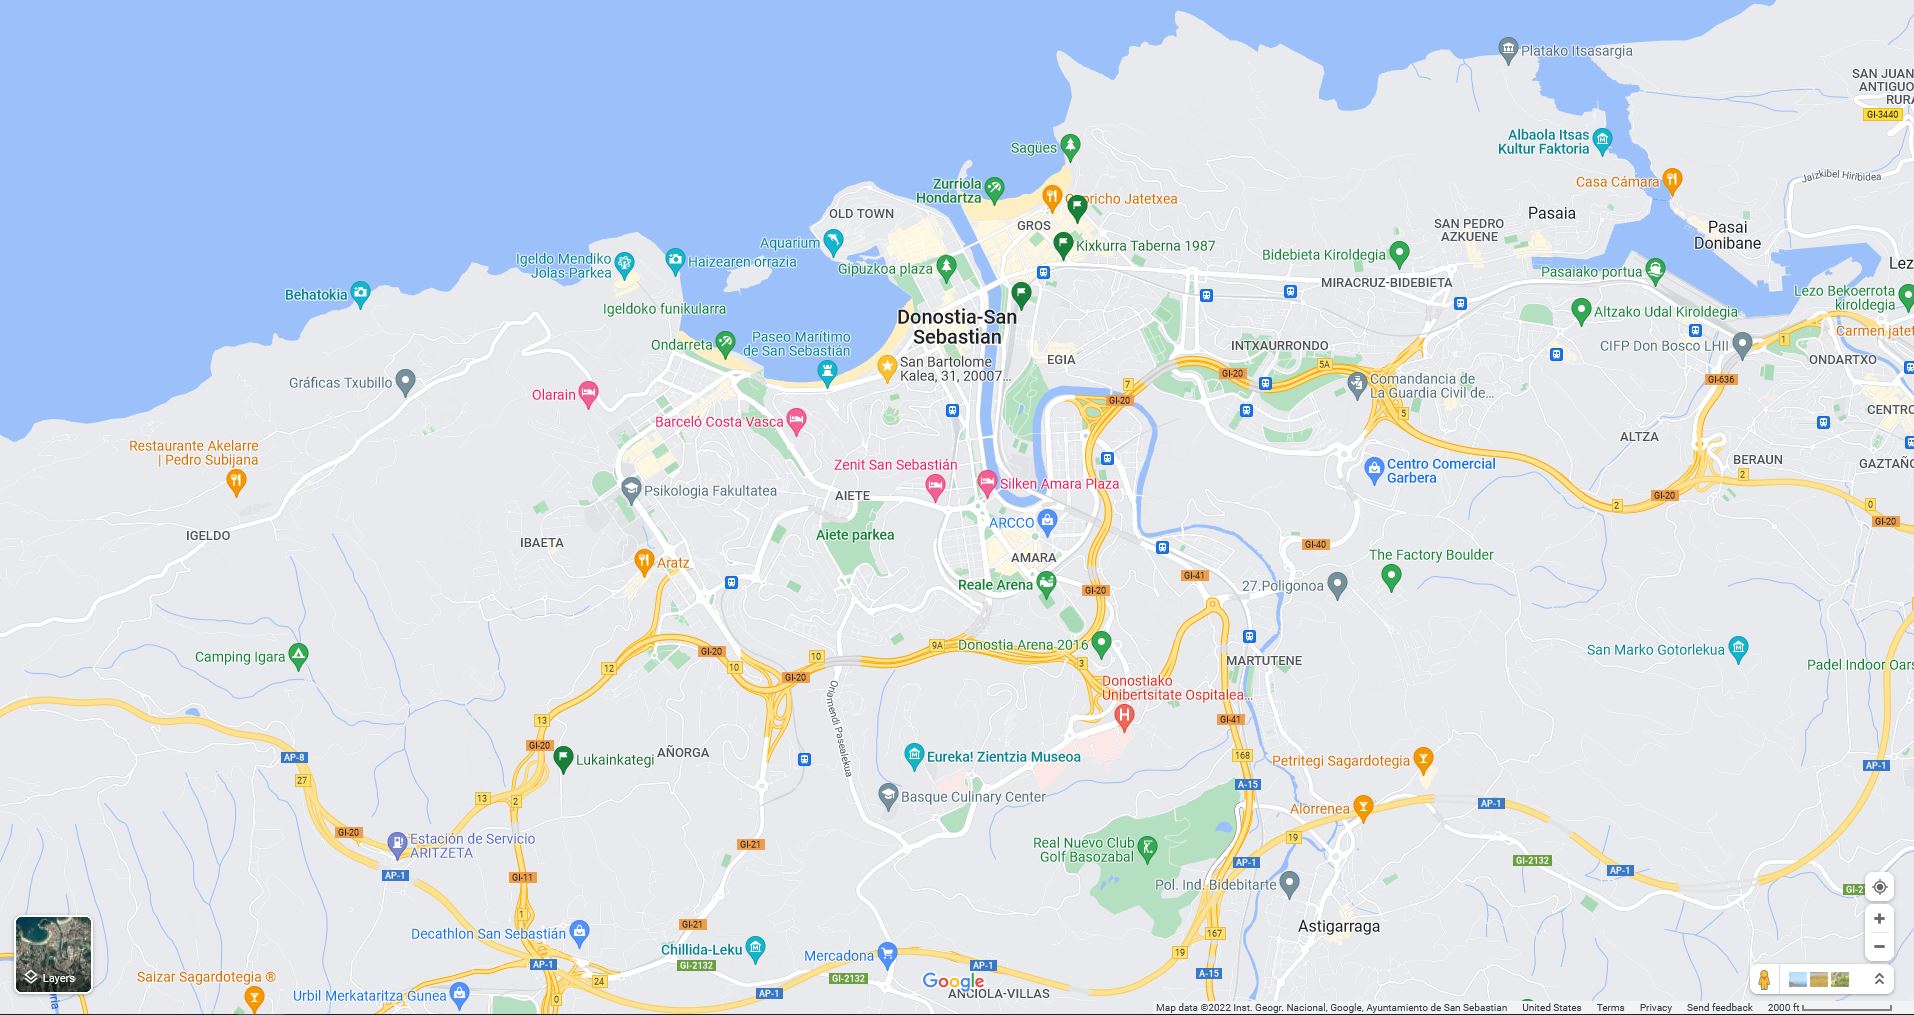 Platako Itsasargia
SAN JUAN
ANTIGUO
RURA
GI-3440
Albaola Itsas
Kultur Faktoria
Sagües
Jaizkibel Hiribidea
Casa Cámara
Zurriola
Hondartza
Capricho Jatetxea
OLD TOWN
Pasaia
GROS
SAN PEDRO
AZKUENE
Pasai
Donibane
Aquarium
Kixkurra Taberna 1987
Bidebieta Kiroldegia
Igeldo Mendiko
Jolas-Parkea
Haizearen orrazia
Gipuzkoa plaza
Lez
Pasaiako portua
MIRACRUZ-BIDEBIETA
Behatokia
Lezo Bekoerrota
kiroldegia
Igeldoko funikularra
Altzako Udal Kiroldegia
Donostia-San
Sebastian
Carmen jatet
Ondarreta
Paseo Marítimo
de San Sebastián
INTXAURRONDO
CIFP Don Bosco LHII
1
San Bartolome
Kalea, 31, 20007...
EGIA
5A
ONDARTXO
Gráficas Txubillo
7
GI-20
Comandancia de
La Guardia Civil de...
GI-636
Olarain
GI-20
5
CENTRO
Barceló Costa Vasca
ALTZA
Restaurante Akelarre
| Pedro Subijana
Zenit San Sebastián
Centro Comercial
Garbera
BERAUN
GAZTAÑO
2
Silken Amara Plaza
Psikologia Fakultatea
AIETE
GI-20
2
0
ARCCO
GI-20
IGELDO
Aiete parkea
IBAETA
GI-40
AMARA
The Factory Boulder
Aratz
GI-41
Reale Arena
GI-20
27.Poligonoa
Donostia Arena 2016
9A
San Marko Gotorlekua
GI-20
Camping Igara
10
3
MARTUTENE
Padel Indoor Oars
12
10
GI-20
Donostiako
Unibertsitate Ospitalea...
Oriamendi Pasealekua
13
GI-41
GI-20
AÑORGA
Lukainkategi
AP-8
Eureka! Zientzia Museoa
168
Petritegi Sagardotegia
AP-1
27
A-15
Basque Culinary Center
13
2
AP-1
Alorrenea
GI-20
19
Estación de Servicio
ARITZETA
GI-21
Real Nuevo Club
Golf Basozabal
AP-1
GI-2132
AP-1
AP-1
GI-11
Pol. Ind. Bidebitarte
GI-2
1
GI-21
Astigarraga
Decathlon San Sebastián
167
Chillida-Leku
Mercadona
19
AP-1
GI-2132
AP-1
A-15
Saizar Sagardotegia ®
Layers
24
GI-2132
Google
Urbil Merkataritza Gunea
0
AP-1
ANCIOLA-VILLAS
Map data ©2022 Inst. Geogr. Nacional, Google, Ayuntamiento de San Sebastian United States Terms Privacy Send feedback 2000 ft